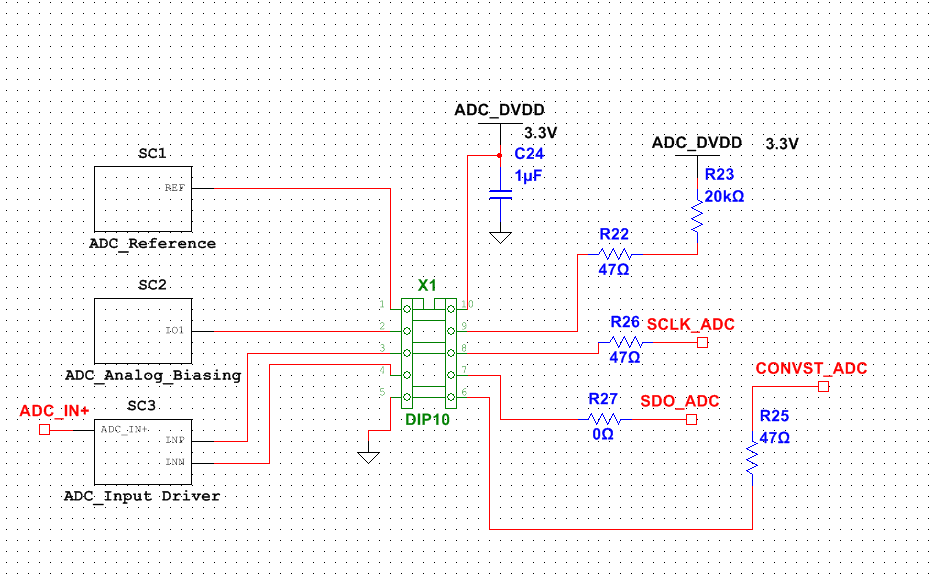 ADC_DVDD
3.3V
C24
1µF
ADC_DVDD
3.3V
R23
20kΩ
SC1
REF
ADC_Reference
R22
47Ω
SC2
IO1
ADC_Analog_Biasing
X1
1
10
2
9
3
8
4
7
5
6
DIP10
R26
SCLK_ADC
47Ω
CONVST_ADC
R27
SDO_ADC
0Ω
R25
47Ω
SC3
ADC_IN+
ADC_IN+
INP
INN
ADC_Input Driver